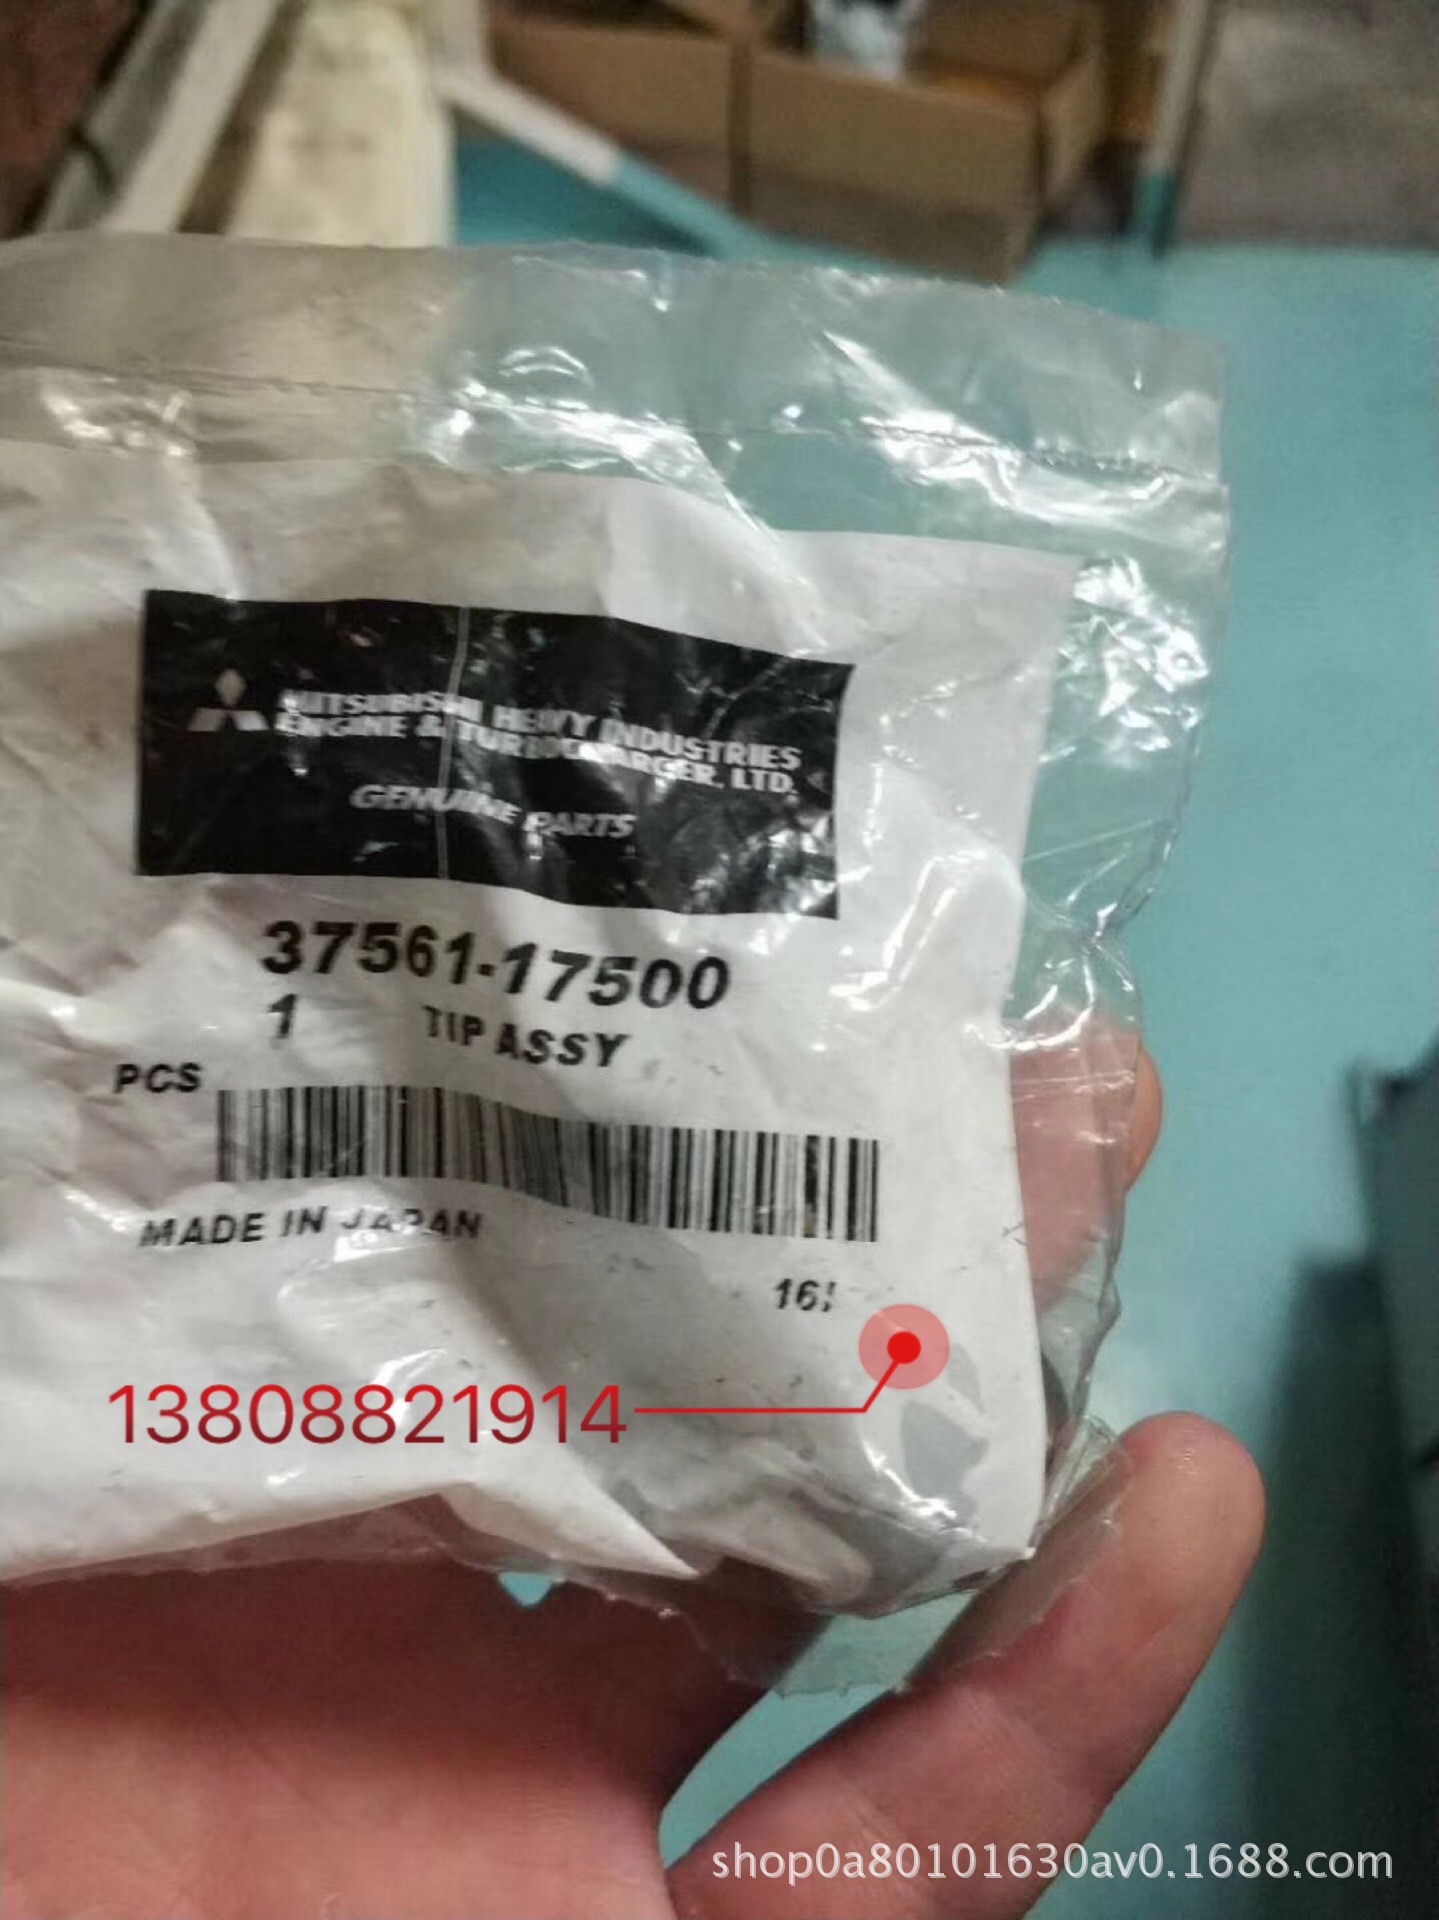 MITSUBISHI HEAVY INDUSTRIES
ENGINE & TURBOCHARGER, LTD.
GENUINE PARTS
37561-17500
1 TIP ASSY
PCS
MADE IN JAPAN
13808821914
shop0a80101630av0.1688.com